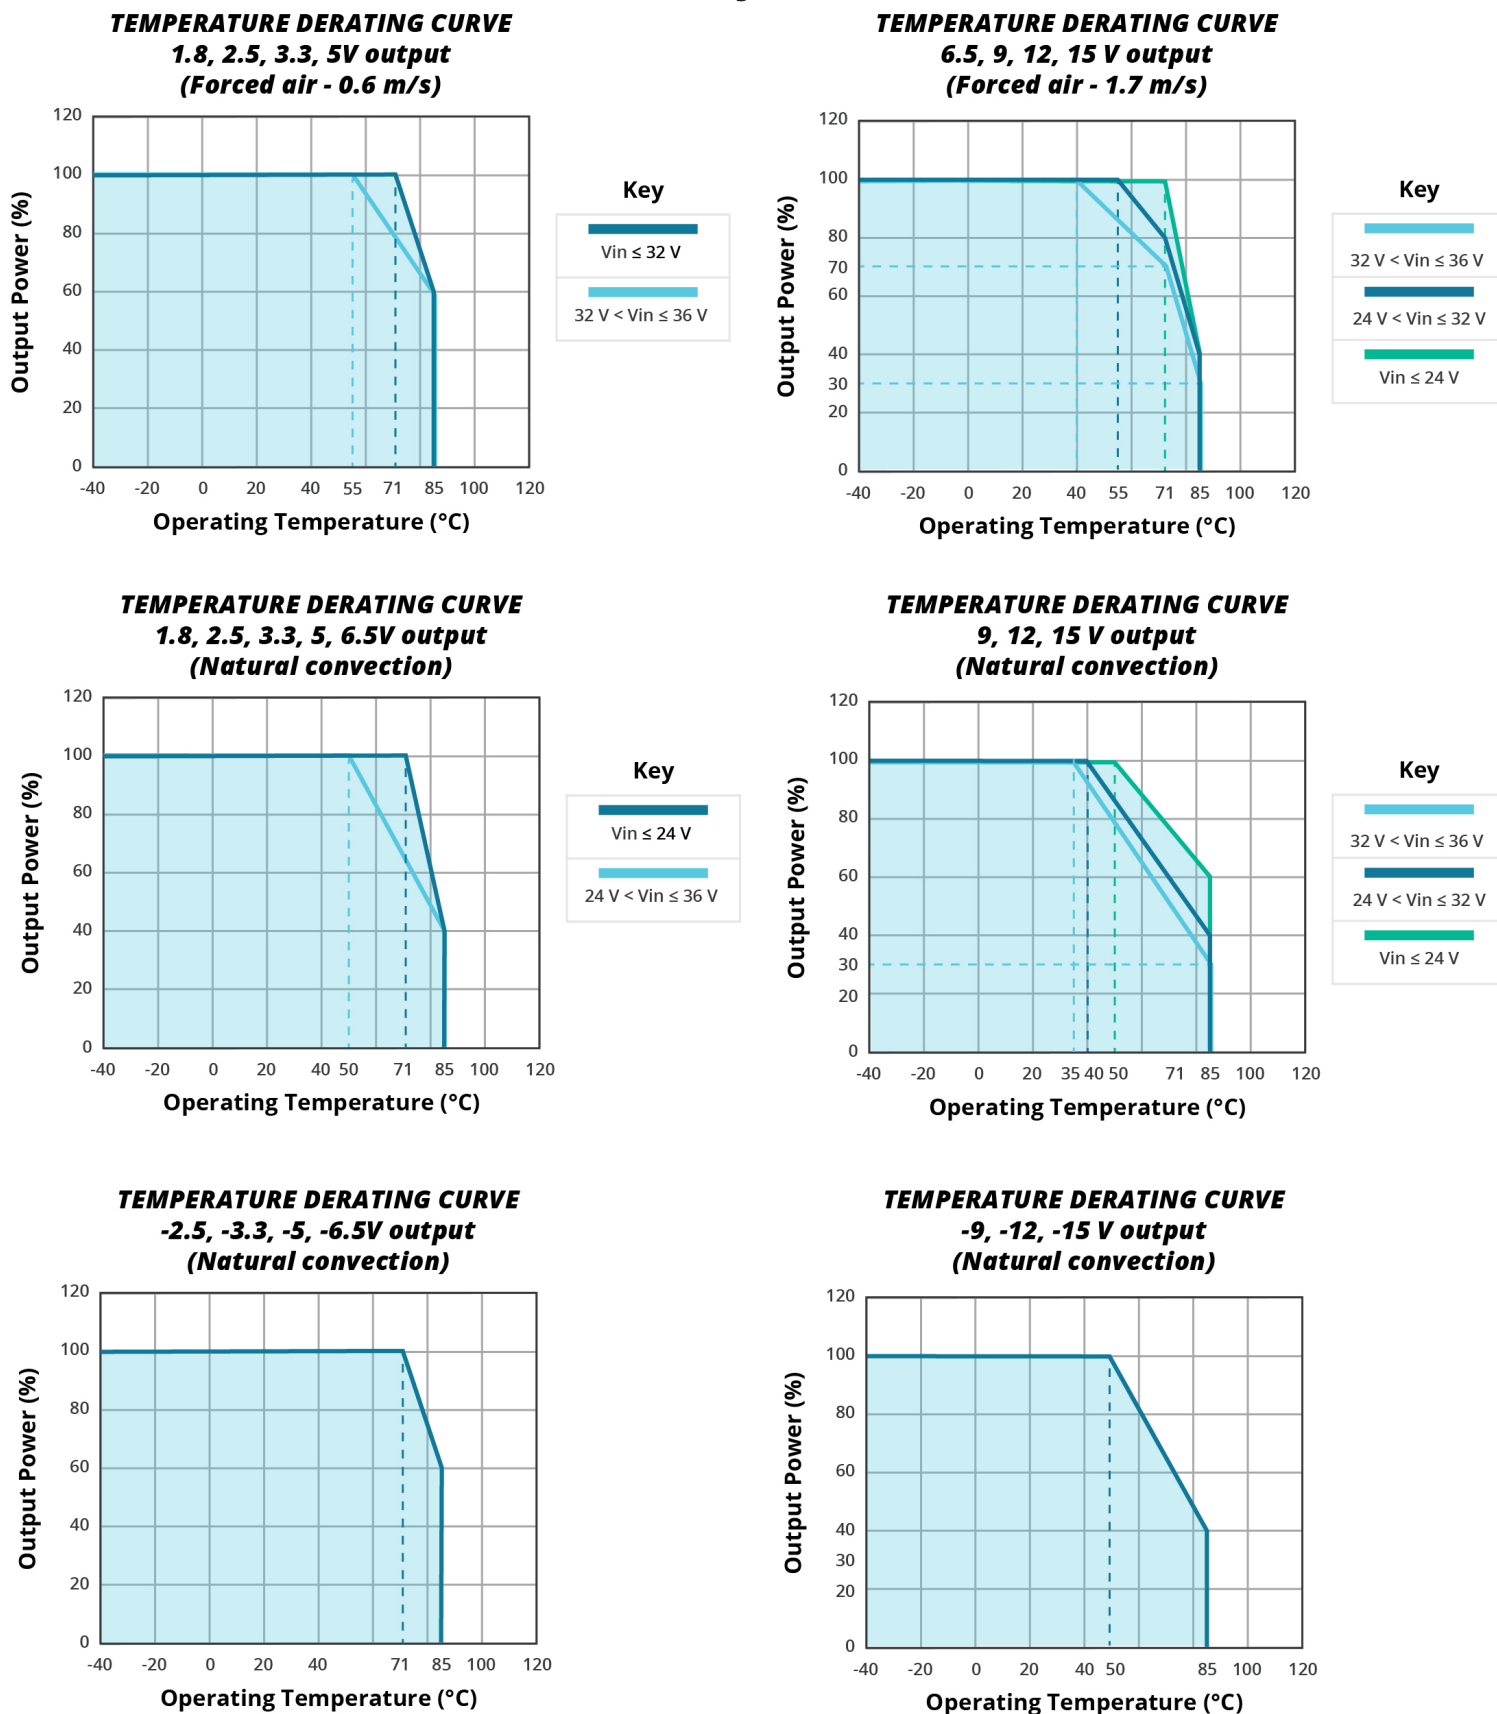 TEMPERATURE DERATING CURVE
1.8, 2.5, 3.3, 5V output
(Forced air - 0.6 m/s)
120
100
80
60
40
20
0
Output Power (%)
-40 -20 0 20 40 55 71 85 100 120
Operating Temperature (°C)
Key
Vin ≤ 32 V
32 V < Vin ≤ 36 V
TEMPERATURE DERATING CURVE
6.5, 9, 12, 15 V output
(Forced air - 1.7 m/s)
120
100
80
70
60
40
30
20
0
Output Power (%)
-40 -20 0 20 40 55 71 85 100 120
Operating Temperature (°C)
Key
32 V < Vin ≤ 36 V
24 V < Vin ≤ 32 V
Vin ≤ 24 V
TEMPERATURE DERATING CURVE
1.8, 2.5, 3.3, 5, 6.5V output
(Natural convection)
120
100
80
60
40
20
0
Output Power (%)
-40 -20 0 20 40 50 71 85 100 120
Operating Temperature (°C)
Key
Vin ≤ 24 V
24 V < Vin ≤ 36 V
TEMPERATURE DERATING CURVE
9, 12, 15 V output
(Natural convection)
120
100
80
60
40
30
20
0
Output Power (%)
-40 -20 0 20 35 40 50 71 85 100 120
Operating Temperature (°C)
Key
32 V < Vin ≤ 36 V
24 V < Vin ≤ 32 V
Vin ≤ 24 V
TEMPERATURE DERATING CURVE
-2.5, -3.3, -5, -6.5V output
(Natural convection)
120
100
80
60
40
20
0
Output Power (%)
-40 -20 0 20 40 71 85 100 120
Operating Temperature (°C)
TEMPERATURE DERATING CURVE
-9, -12, -15 V output
(Natural convection)
120
100
80
60
40
30
20
0
Output Power (%)
-40 -20 0 20 40 50 85 100 120
Operating Temperature (°C)